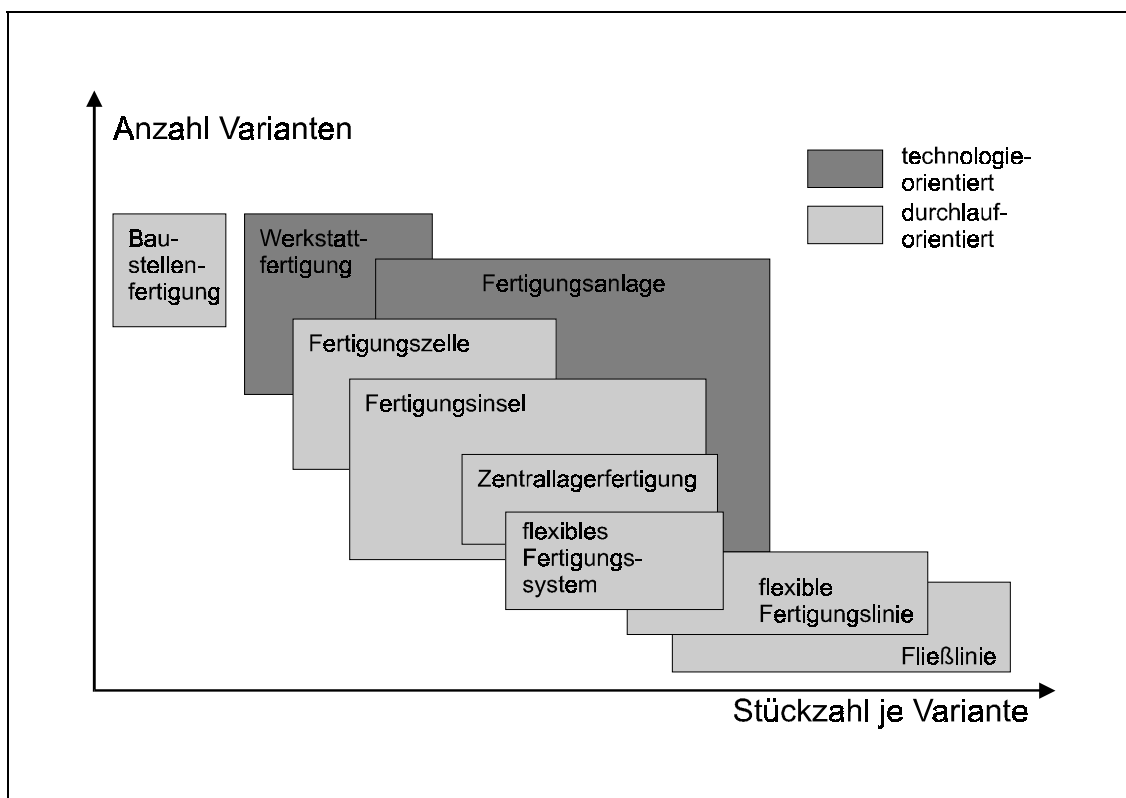 Anzahl Varianten
technologie-
orientiert
durchlauf-
orientiert
Bau-
stellen-
fertigung
Werkstatt-
fertigung
Fertigungsanlage
Fertigungszelle
Fertigungsinsel
Zentrallagerfertigung
flexibles
Fertigungs-
system
flexible
Fertigungslinie
Fließlinie
Stückzahl je Variante